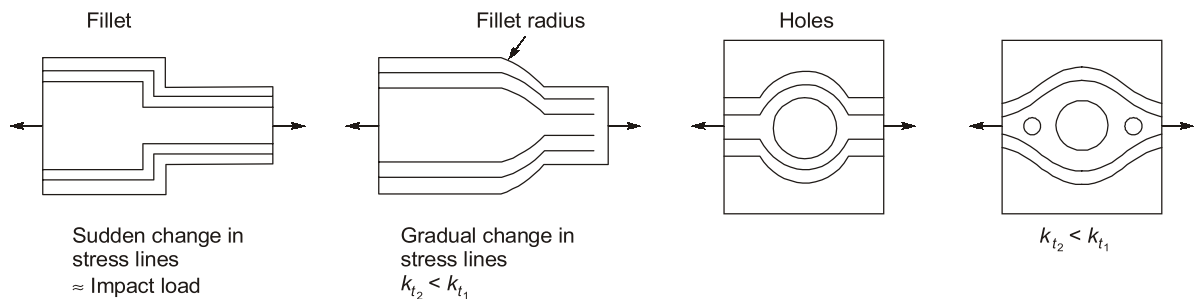 Fillet
Fillet radius
Holes
Sudden change in
stress lines
≈ Impact load
Gradual change in
stress lines
k_{t_2} < k_{t_1}
k_{t_2} < k_{t_1}